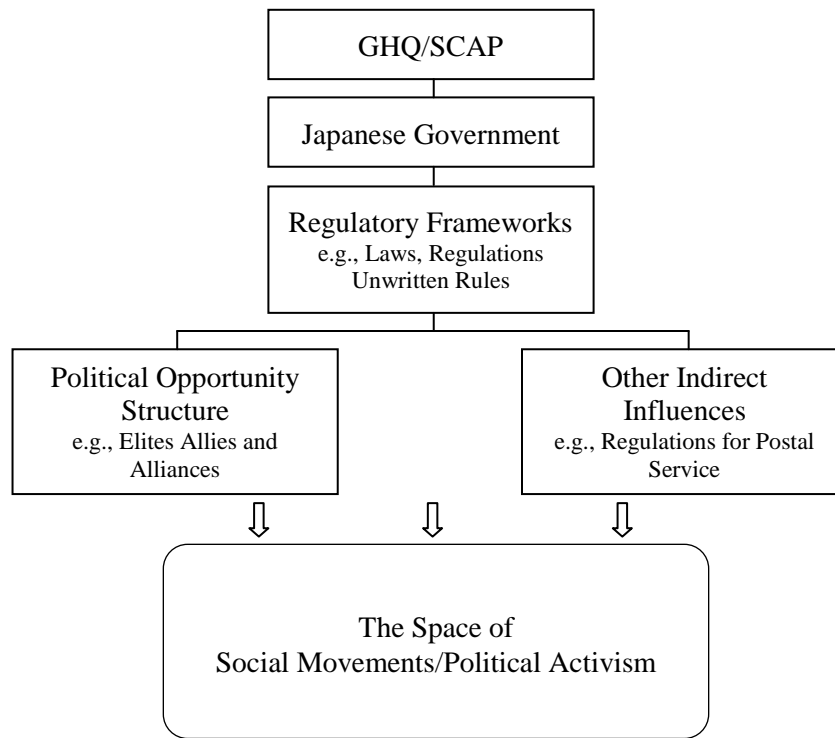 GHQ/SCAP
Japanese Government
Regulatory Frameworks
e.g., Laws, Regulations
Unwritten Rules
Political Opportunity
Structure
e.g., Elites Allies and
Alliances
Other Indirect
Influences
e.g., Regulations for Postal
Service
The Space of
Social Movements/Political Activism